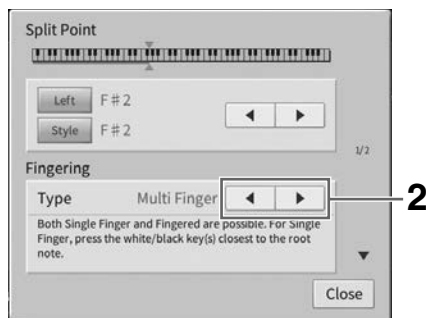 Split Point
Left F#2
Style F#2
1/2
Fingering
Type Multi Finger
2
Both Single Finger and Fingered are possible. For Single
Finger, press the white/black key(s) closest to the root
note.
Close